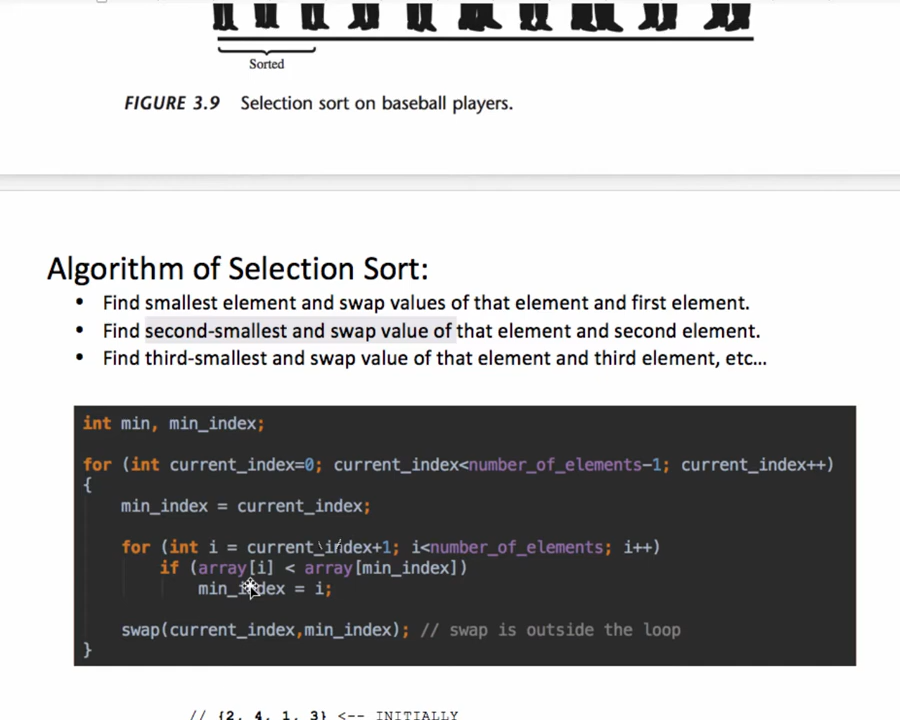 Sorted
FIGURE 3.9 Selection sort on baseball players.
Algorithm of Selection Sort:
• Find smallest element and swap values of that element and first element.
• Find second-smallest and swap value of that element and second element.
• Find third-smallest and swap value of that element and third element, etc...
int min, min_index;
for (int current_index=0; current_index<number_of_elements-1; current_index++)
{
min_index = current_index;
for (int i = current_index+1; i<number_of_elements; i++)
if (array[i] < array[min_index])
min_index = i;
swap(current_index,min_index); // swap is outside the loop
}
// {2, 4, 1, 3} <-- INITIALLY